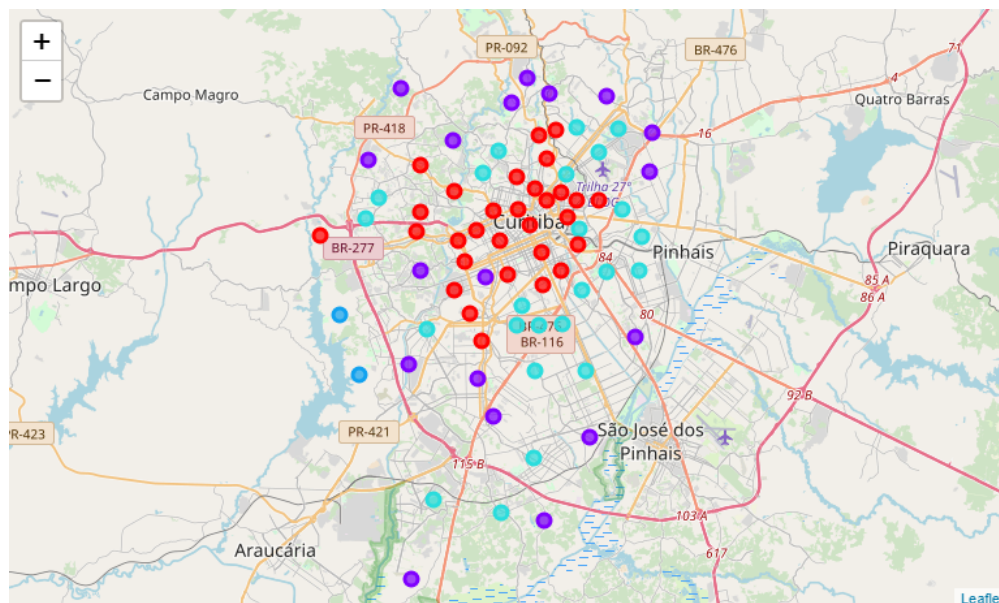 +
−
PR-092
BR-476
71
Campo Magro
4
Quatro Barras
PR-418
16
Trilha 27°
Curitiba
BR-277
Pinhais
Piraquara
84
mpo Largo
85 A
86 A
80
BR-116
92 B
PR-423
PR-421
São José dos
Pinhais
115 B
103 A
Araucária
617
Leafle